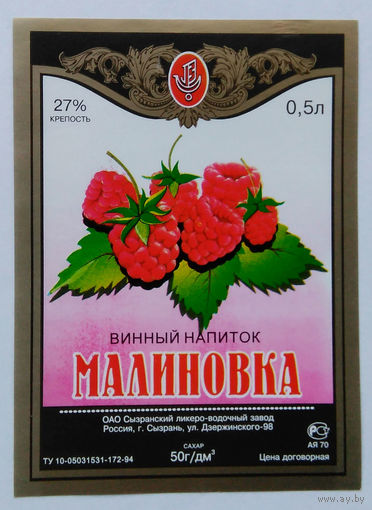 27%
КРЕПОСТЬ
0,5л
ВИННЫЙ НАПИТОК
МАЛИНОВКА
ОАО Сызранский ликеро-водочный завод
Россия, г. Сызрань, ул. Дзержинского-98
РСТ
АЯ 70
САХАР
ТУ 10-05031531-172-94
50г/дм³
Цена договорная
www.ay.by